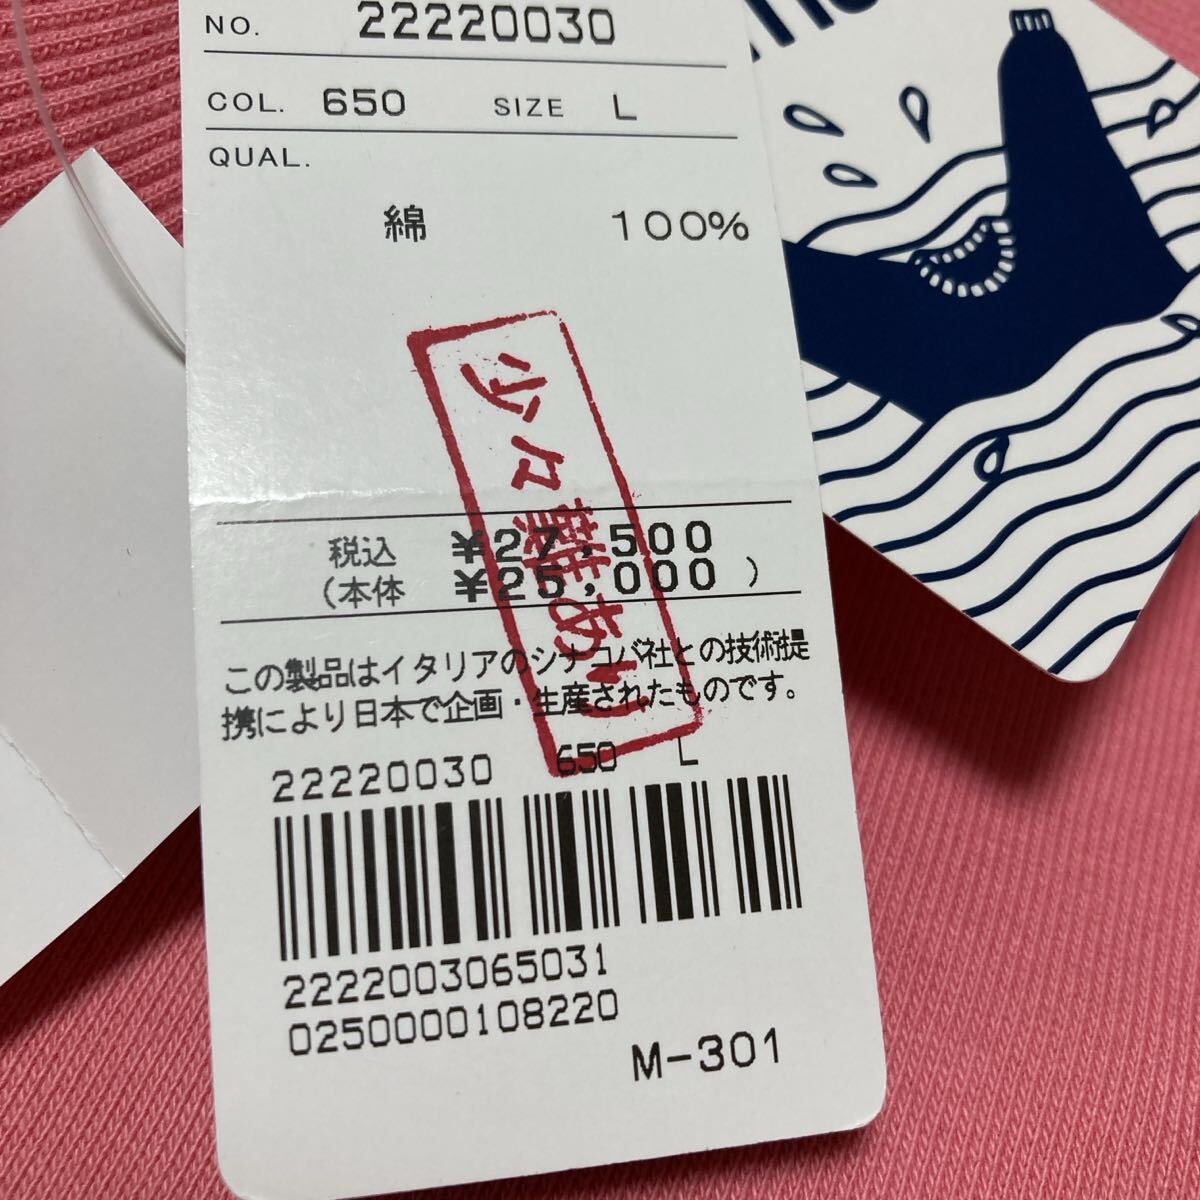 NO. 22220030
COL. 650 SIZE L
QUAL.
綿 100%
少々難あり
税込 ¥27,500
(本体 ¥25,000 )
この製品はイタリアのシナコバ社との技術提
携により日本で企画・生産されたものです。
22220030 650 L
2222003065031
0250000108220
M-301